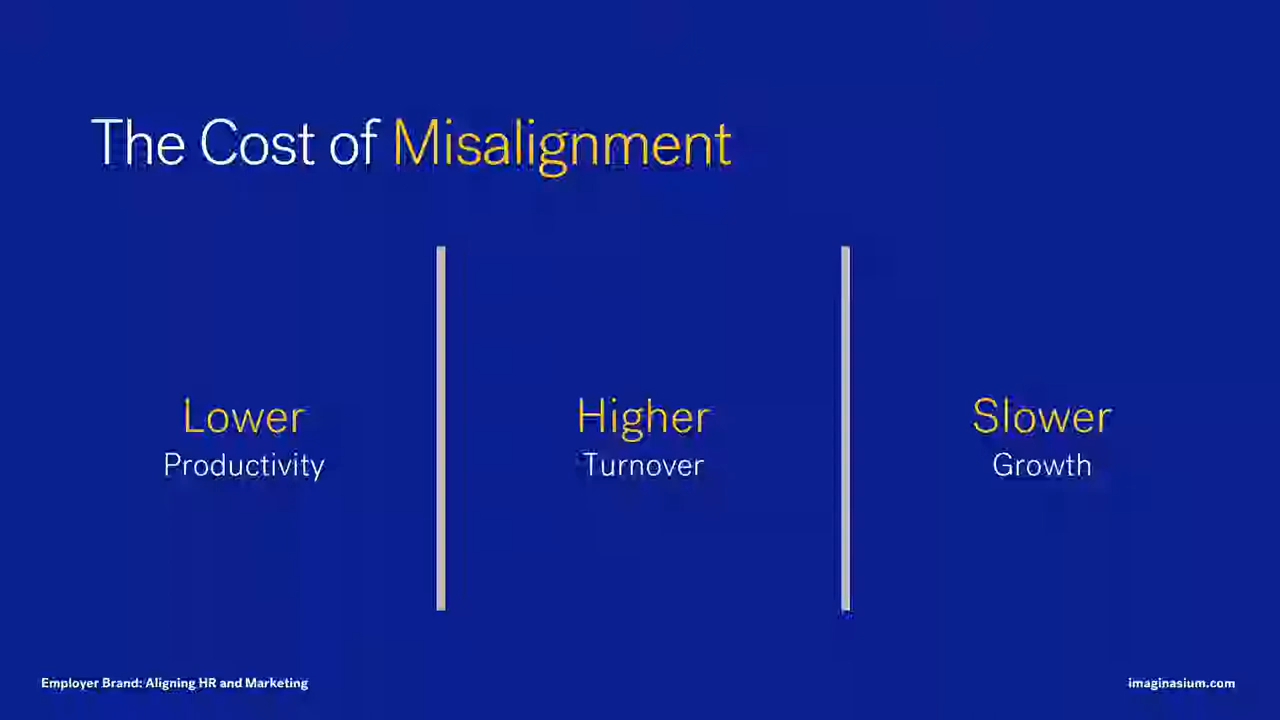 The Cost of Misalignment
Lower
Productivity
Higher
Turnover
Slower
Growth
Employer Brand: Aligning HR and Marketing
imaginasium.com